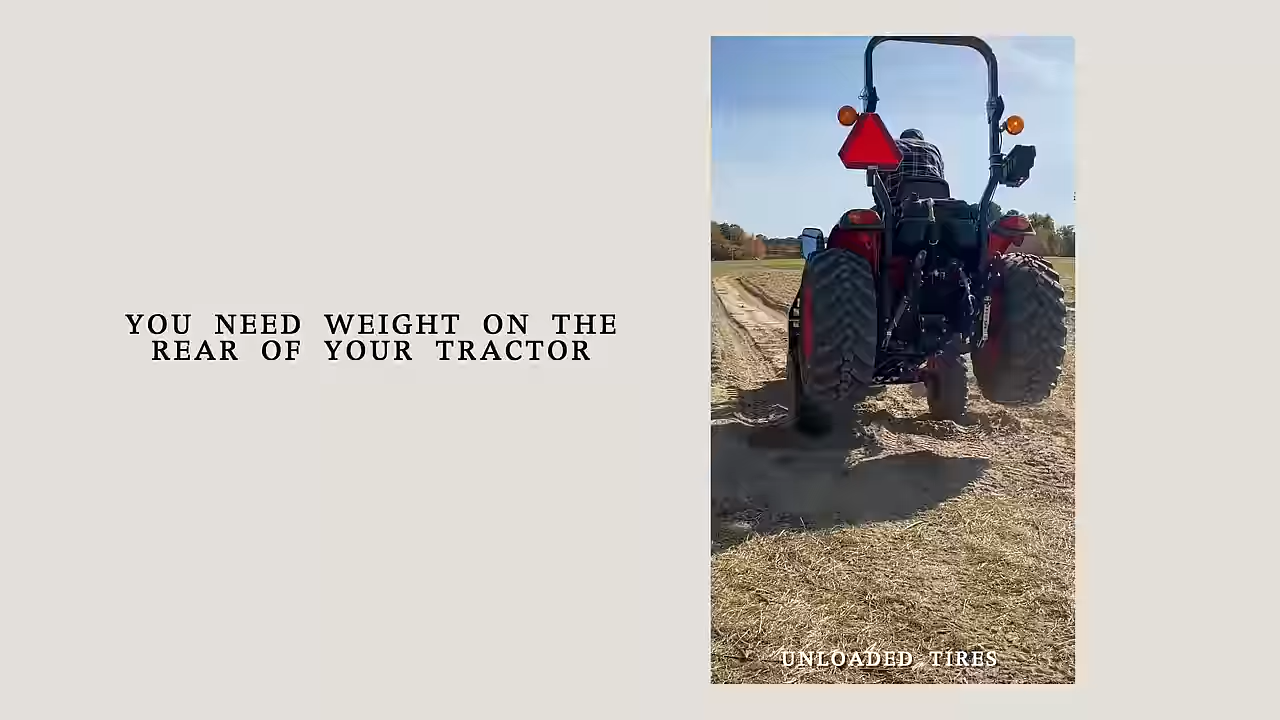 YOU NEED WEIGHT ON THE
REAR OF YOUR TRACTOR
UNLOADED TIRES